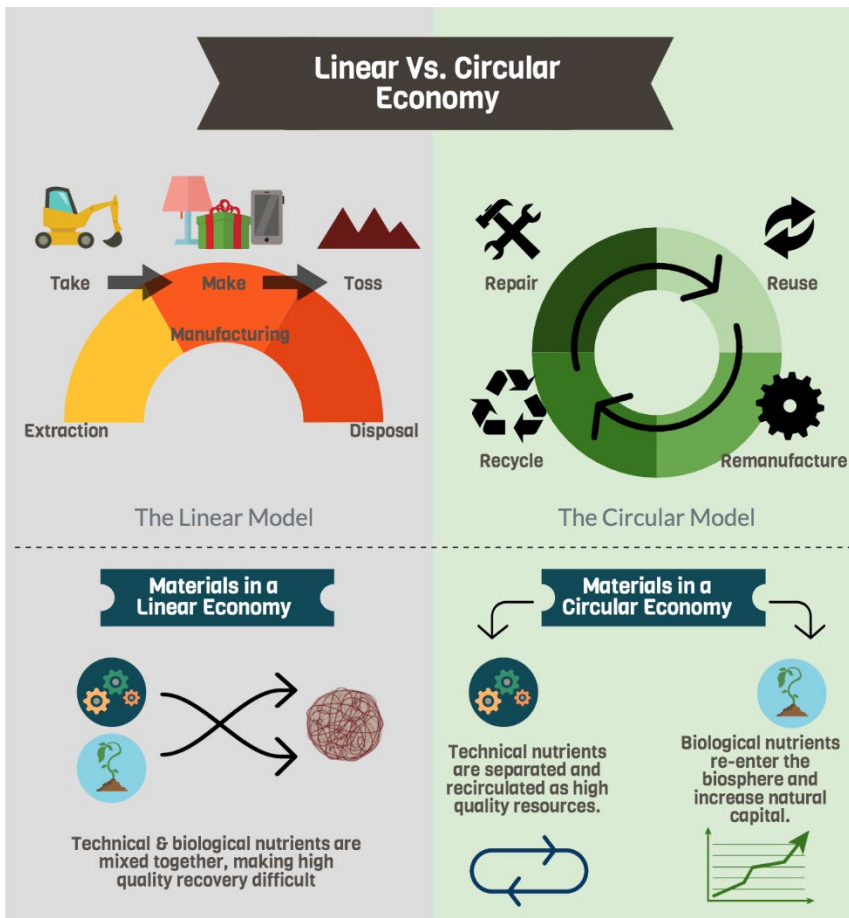 Linear Vs. Circular
Economy
Take
Make
Toss
Manufacturing
Extraction
Disposal
The Linear Model
Repair
Reuse
Recycle
Remanufacture
The Circular Model
Materials in a
Linear Economy
Technical & biological nutrients are
mixed together, making high
quality recovery difficult
Materials in a
Circular Economy
Technical nutrients
are separated and
recirculated as high
quality resources.
Biological nutrients
re-enter the
biosphere and
increase natural
capital.